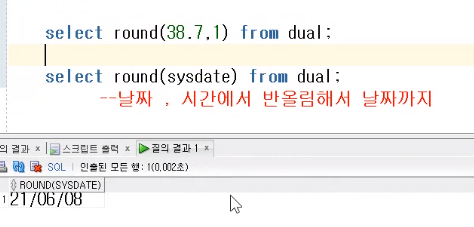 select round(38.7,1) from dual;
select round(sysdate) from dual;
--날짜 , 시간에서 반올림해서 날짜까지
의 결과 × 스크립트 출력 × 질의 결과 1 ×
SQL | 인출된 모든 행: 1(0,002초)
ROUND(SYSDATE)
1 21/06/08